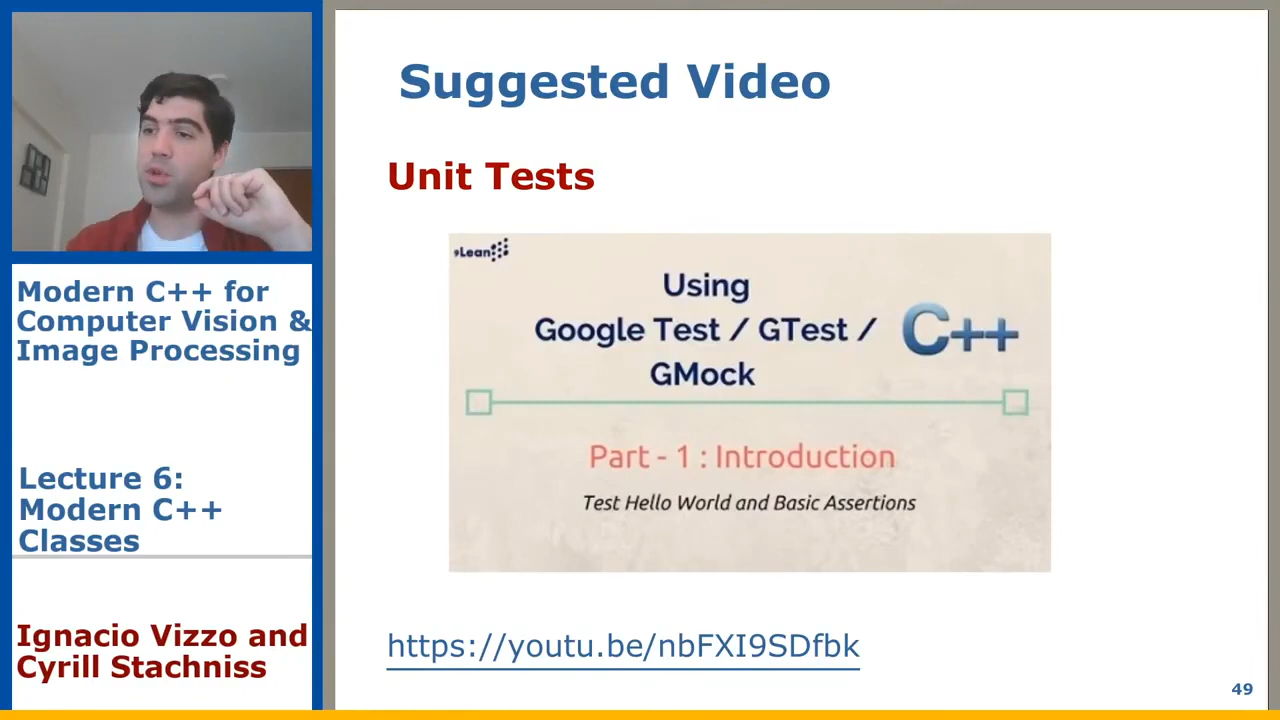 Modern C++ for
Computer Vision &
Image Processing
Lecture 6:
Modern C++
Classes
Ignacio Vizzo and
Cyrill Stachniss
Suggested Video
Unit Tests
9Lean
Using
Google Test / GTest /
GMock
C++
Part - 1 : Introduction
Test Hello World and Basic Assertions
https://youtu.be/nbFXI9SDfbk
49